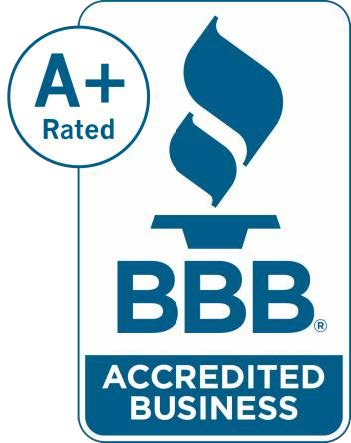 A+
Rated
BBB®
ACCREDITED
BUSINESS